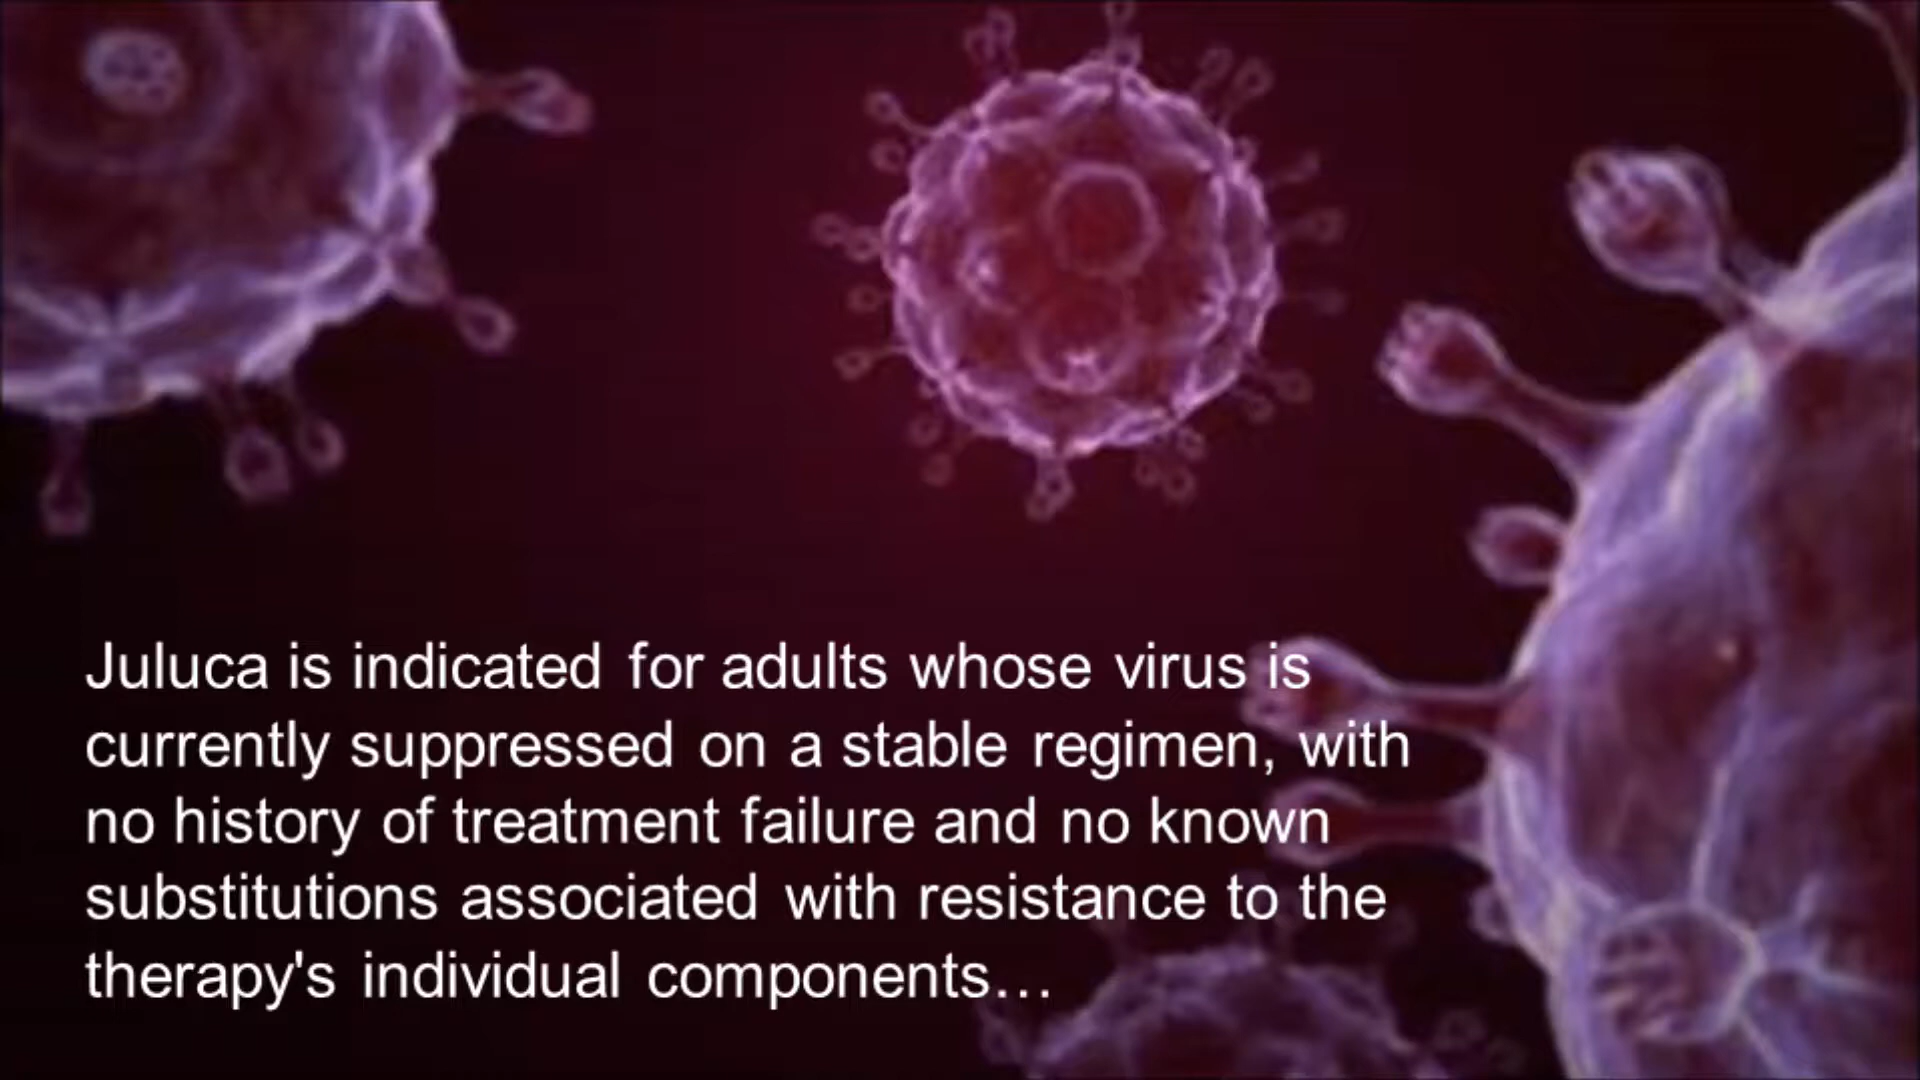 Juluca is indicated for adults whose virus is
currently suppressed on a stable regimen, with
no history of treatment failure and no known
substitutions associated with resistance to the
therapy's individual components…